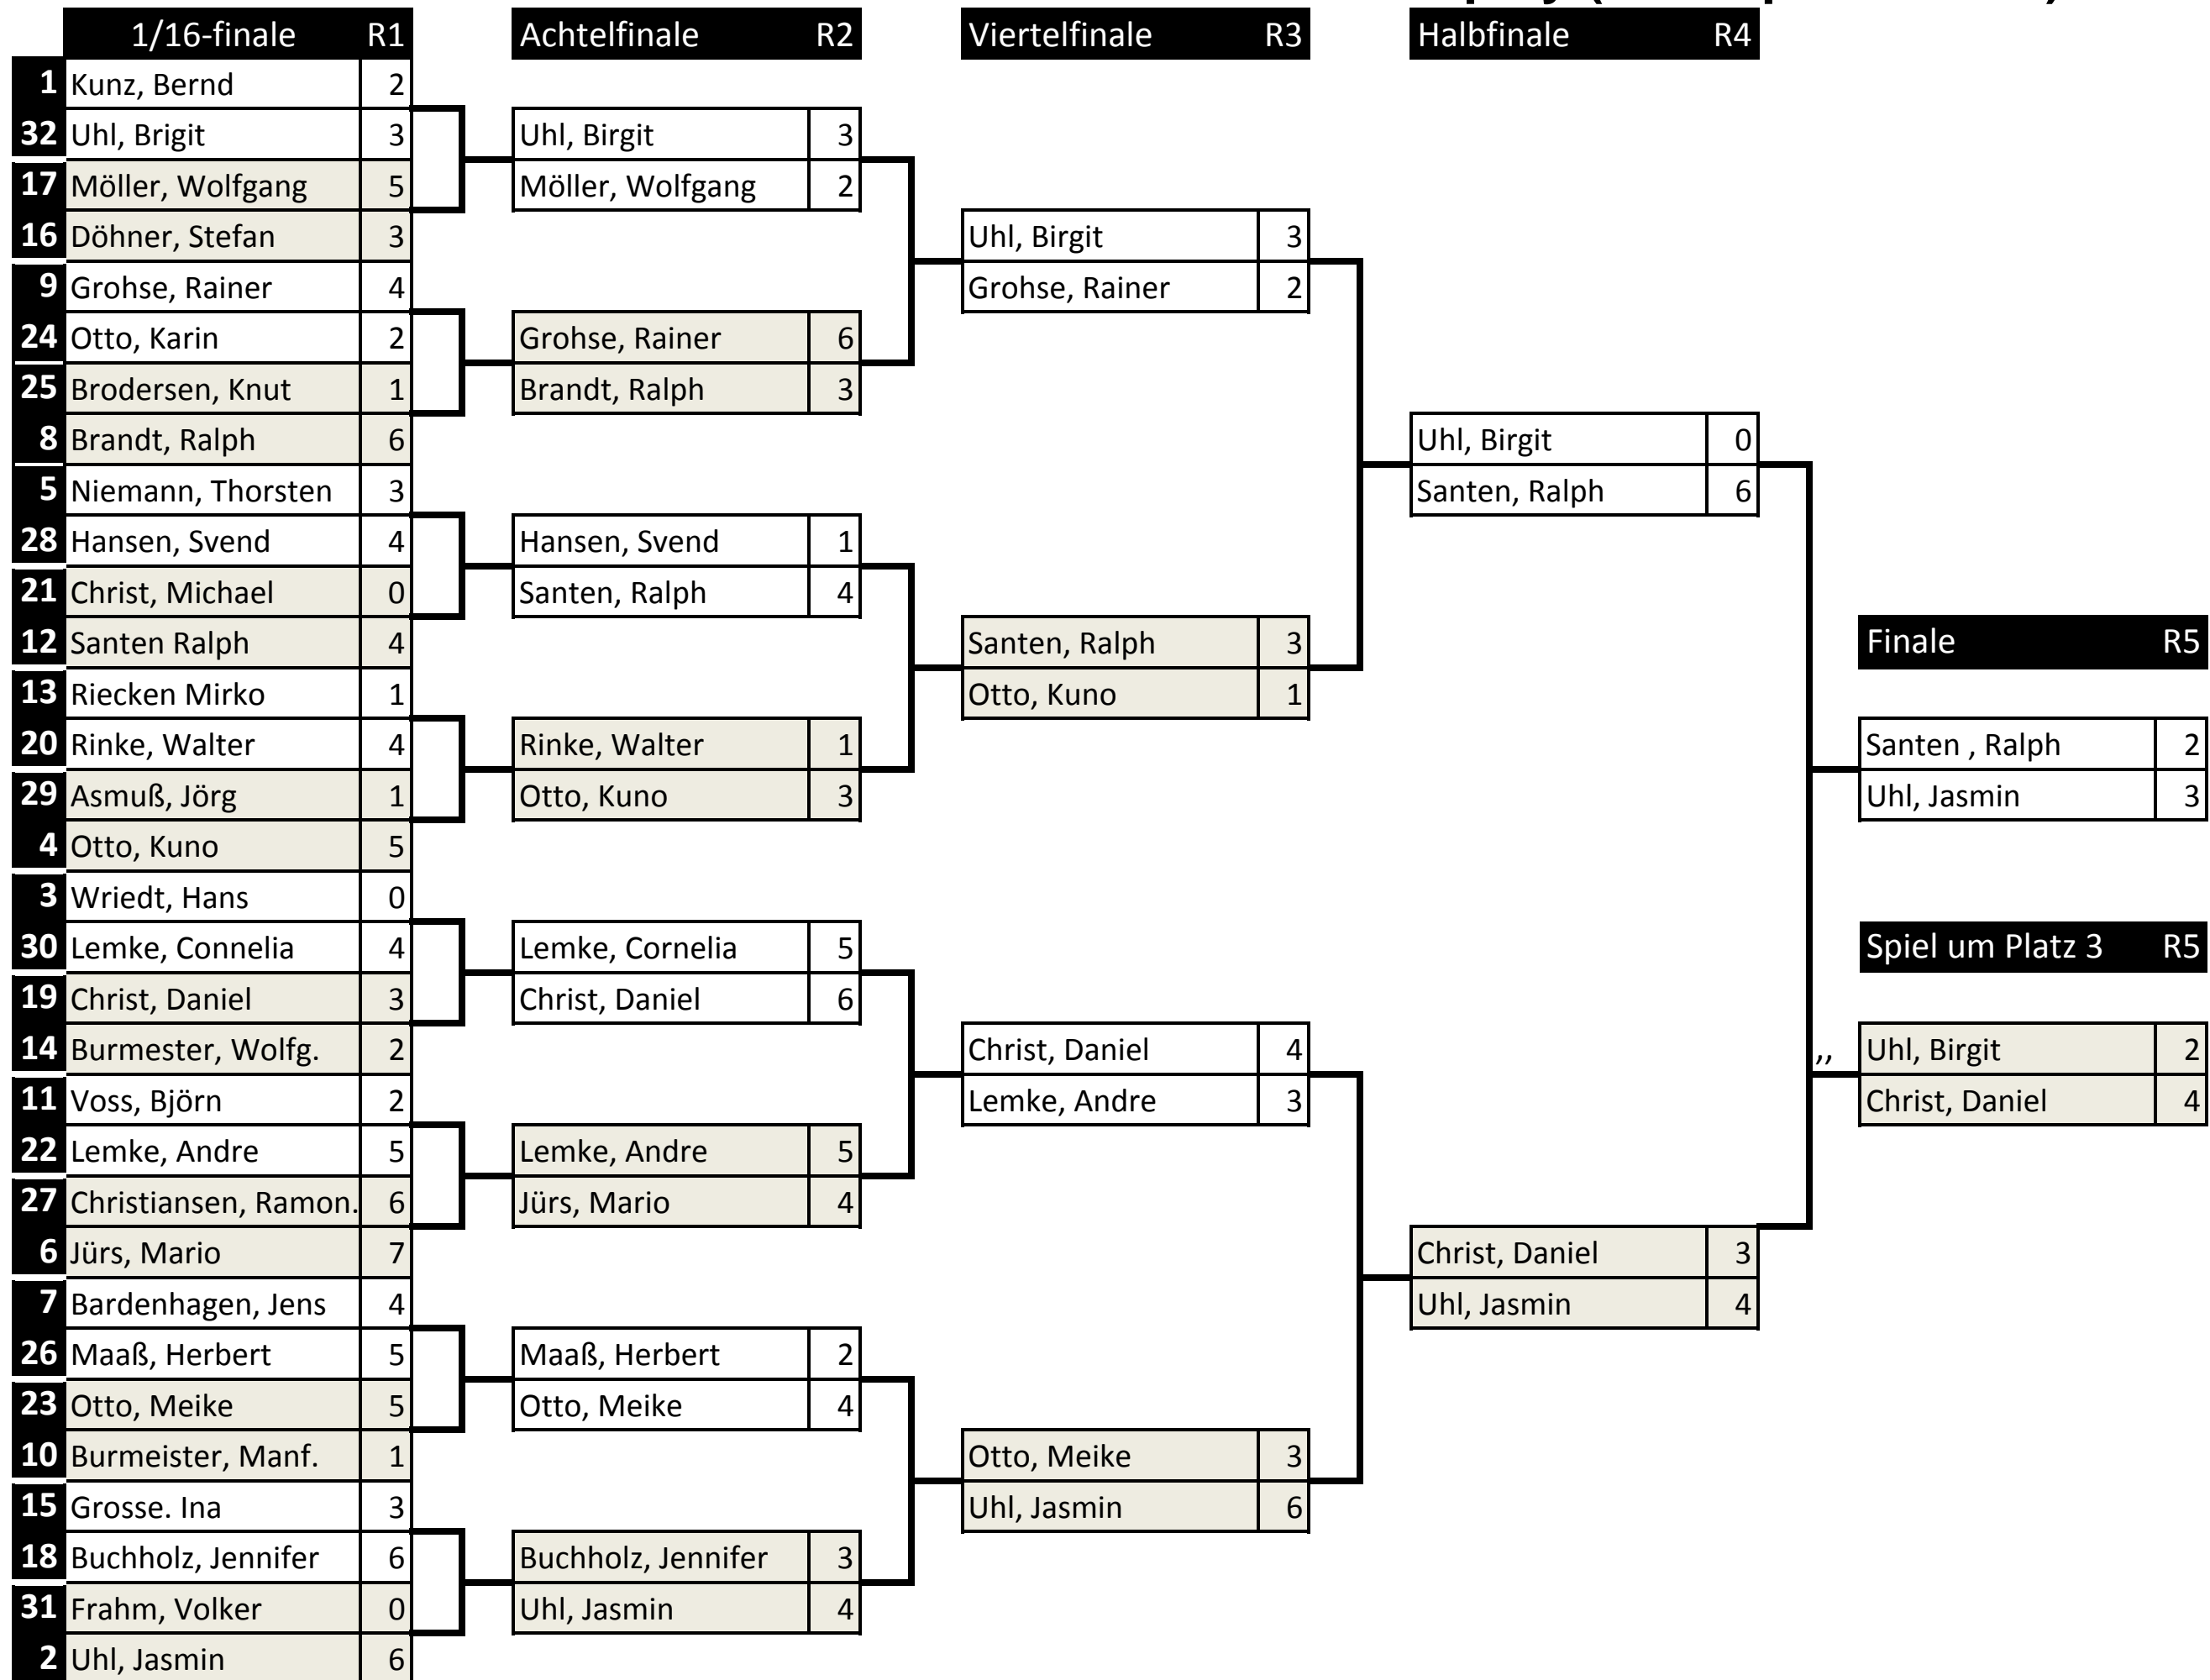 1/16-finale R1
1 Kunz, Bernd 2
32 Uhl, Brigit 3
17 Möller, Wolfgang 5
16 Döhner, Stefan 3
9 Grohse, Rainer 4
24 Otto, Karin 2
25 Brodersen, Knut 1
8 Brandt, Ralph 6
5 Niemann, Thorsten 3
28 Hansen, Svend 4
21 Christ, Michael 0
12 Santen Ralph 4
13 Riecken Mirko 1
20 Rinke, Walter 4
29 Asmuß, Jörg 1
4 Otto, Kuno 5
3 Wriedt, Hans 0
30 Lemke, Connelia 4
19 Christ, Daniel 3
14 Burmester, Wolfg. 2
11 Voss, Björn 2
22 Lemke, Andre 5
27 Christiansen, Ramon. 6
6 Jürs, Mario 7
7 Bardenhagen, Jens 4
26 Maaß, Herbert 5
23 Otto, Meike 5
10 Burmeister, Manf. 1
15 Grosse. Ina 3
18 Buchholz, Jennifer 6
31 Frahm, Volker 0
2 Uhl, Jasmin 6
Achtelfinale R2
Uhl, Birgit 3
Möller, Wolfgang 2
Grohse, Rainer 6
Brandt, Ralph 3
Hansen, Svend 1
Santen, Ralph 4
Rinke, Walter 1
Otto, Kuno 3
Lemke, Cornelia 5
Christ, Daniel 6
Lemke, Andre 5
Jürs, Mario 4
Maaß, Herbert 2
Otto, Meike 4
Buchholz, Jennifer 3
Uhl, Jasmin 4
Viertelfinale R3
Uhl, Birgit 3
Grohse, Rainer 2
Santen, Ralph 3
Otto, Kuno 1
Christ, Daniel 4
Lemke, Andre 3
Otto, Meike 3
Uhl, Jasmin 6
Halbfinale R4
Uhl, Birgit 0
Santen, Ralph 6
Christ, Daniel 3
Uhl, Jasmin 4
Finale R5
Santen , Ralph 2
Uhl, Jasmin 3
Spiel um Platz 3 R5
,, Uhl, Birgit 2
Christ, Daniel 4